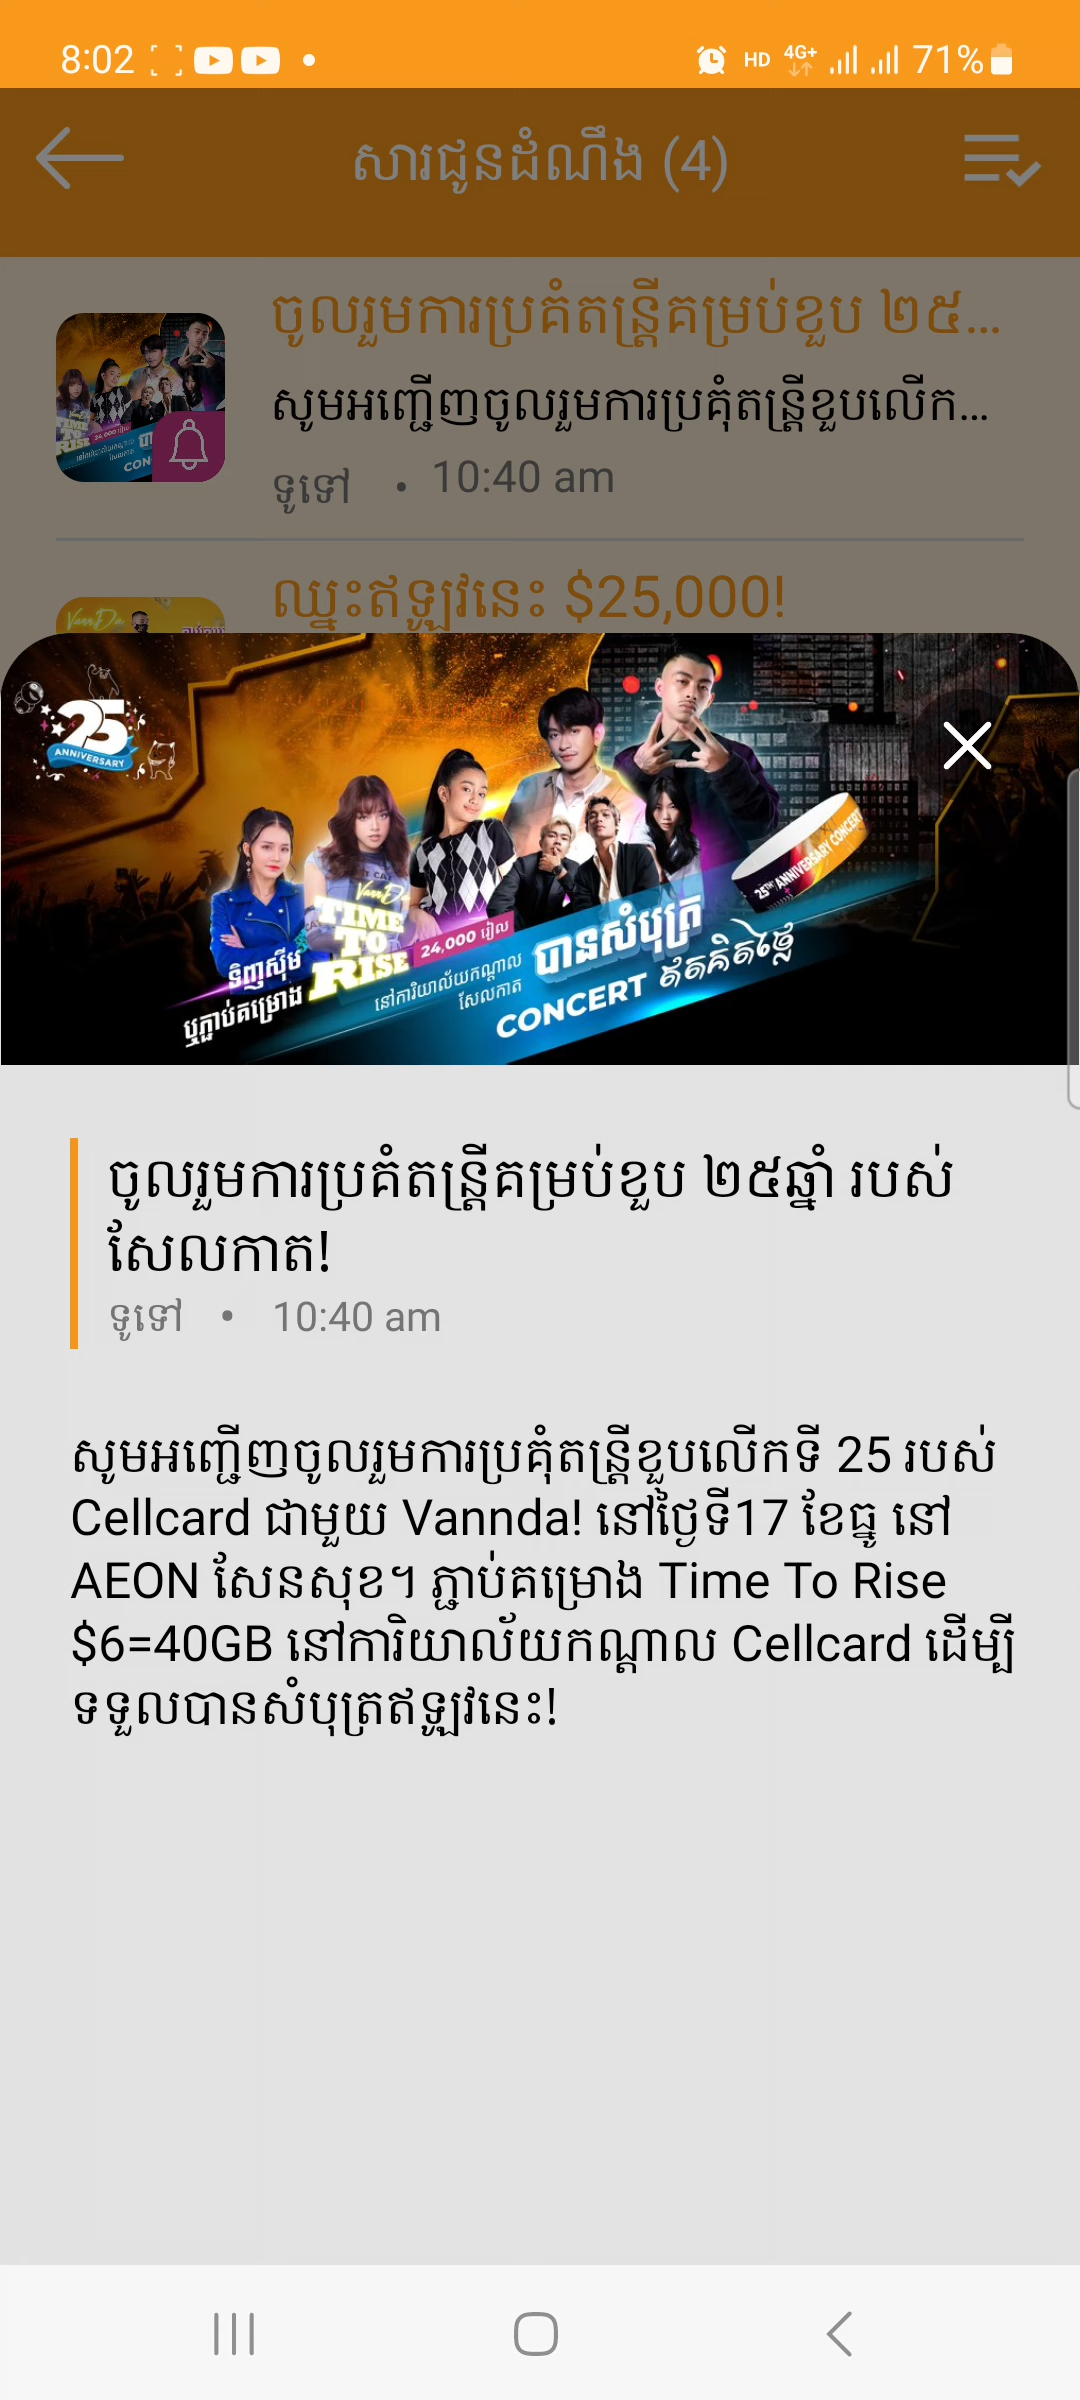 8:02
HD 4G+ 71%
សារជូនដំណឹង (4)
ចូលរួមការប្រគំតន្ត្រីគម្រប់ខួប ២៥...
សូមអញ្ជើញចូលរួមការប្រគុំតន្ត្រីខួបលើក...
ទូទៅ • 10:40 am
ឈ្នះឥឡូវនេះ $25,000!
25
ANNIVERSARY
25TH ANNIVERSARY CONCERT
VannDa
TIME TO RISE
24,000 រៀល
ទិញស៊ីម
ឬភ្ជាប់គម្រោង
នៅការិយាល័យកណ្តាល
សែលកាត
បានសំបុត្រ
CONCERT ឥតគិតថ្លៃ
ចូលរួមការប្រគំតន្ត្រីគម្រប់ខួប ២៥ឆ្នាំ របស់
សែលកាត!
ទូទៅ • 10:40 am
សូមអញ្ជើញចូលរួមការប្រគុំតន្ត្រីខួបលើកទី 25 របស់
Cellcard ជាមួយ Vannda! នៅថ្ងៃទី17 ខែធ្នូ នៅ
AEON សែនសុខ។ ភ្ជាប់គម្រោង Time To Rise
$6=40GB នៅការិយាល័យកណ្តាល Cellcard ដើម្បី
ទទួលបានសំបុត្រឥឡូវនេះ!